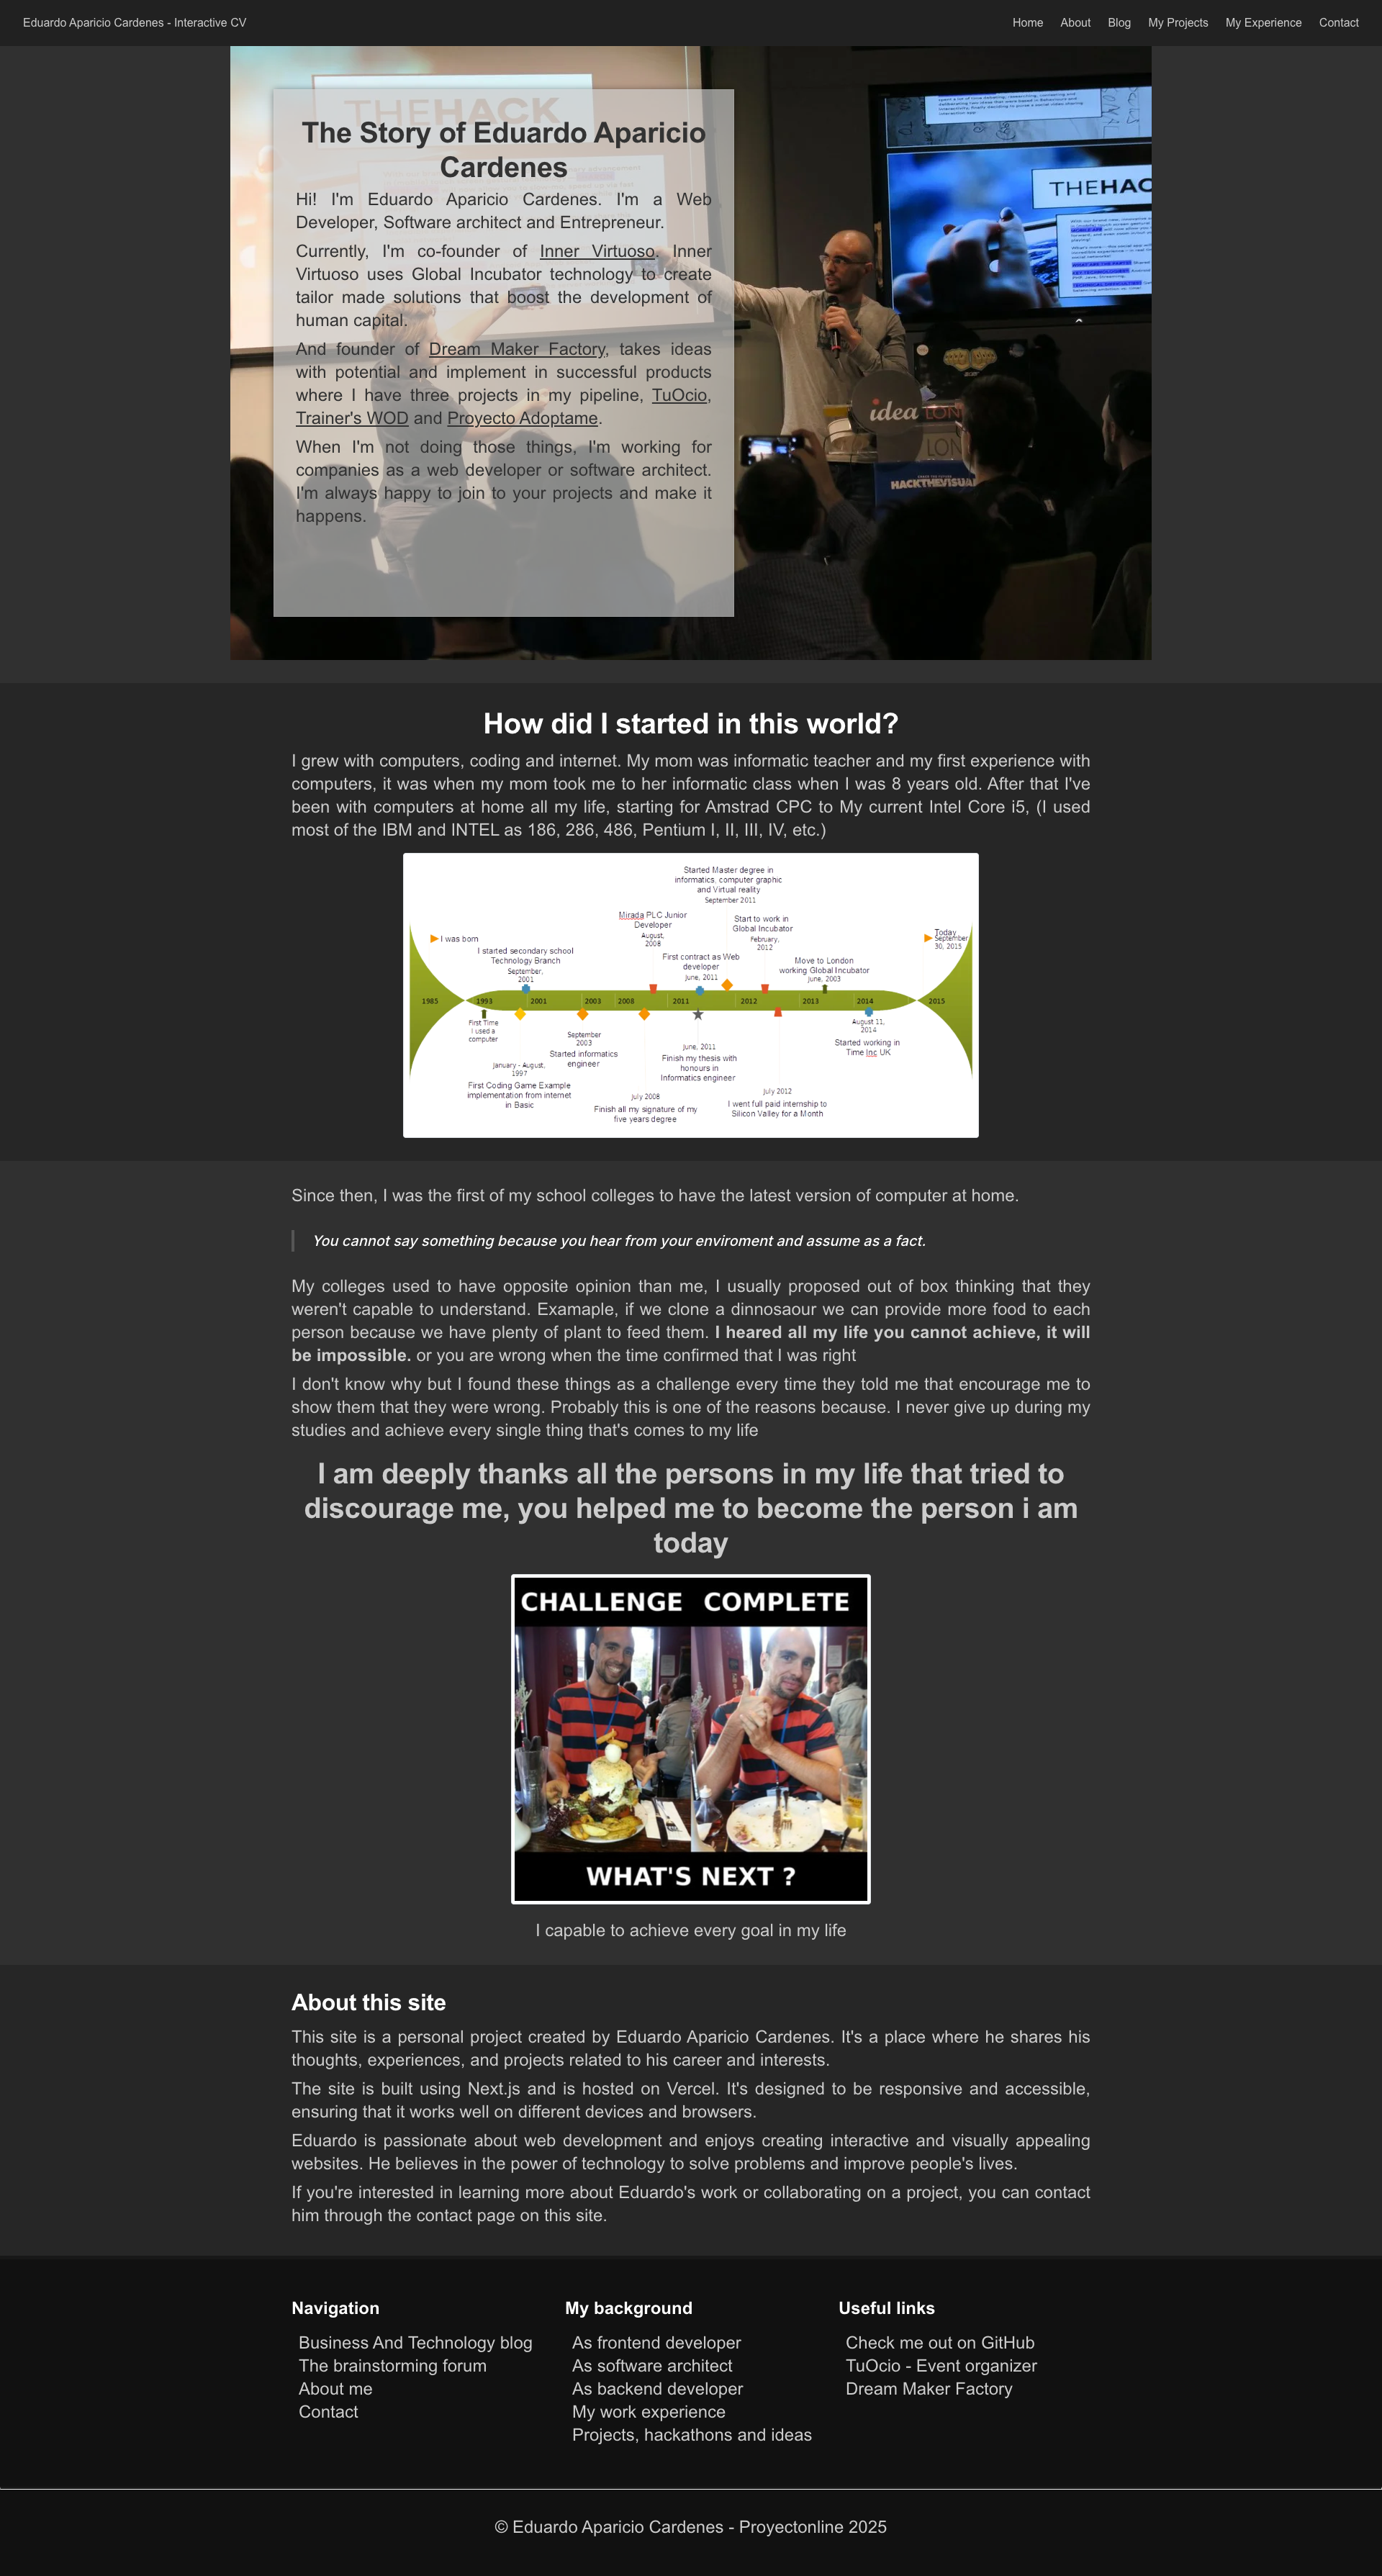 Eduardo Aparicio Cardenes - Interactive CV
Home About Blog My Projects My Experience Contact
THEHACK
The Story of Eduardo Aparicio
Cardenes
Hi! I'm Eduardo Aparicio Cardenes. I'm a Web
Developer, Software architect and Entrepreneur.
Currently, I'm co-founder of Inner Virtuoso. Inner
Virtuoso uses Global Incubator technology to create
tailor made solutions that boost the development of
human capital.
And founder of Dream Maker Factory, takes ideas
with potential and implement in successful products
where I have three projects in my pipeline, TuOcio,
Trainer's WOD and Proyecto Adoptame.
When I'm not doing those things, I'm working for
companies as a web developer or software architect.
I'm always happy to join to your projects and make it
happens.
THEHAC
idea LON
LON
HACKTHEVISUAL
How did I started in this world?
I grew with computers, coding and internet. My mom was informatic teacher and my first experience with
computers, it was when my mom took me to her informatic class when I was 8 years old. After that I've
been with computers at home all my life, starting for Amstrad CPC to My current Intel Core i5, (I used
most of the IBM and INTEL as 186, 286, 486, Pentium I, II, III, IV, etc.)
Started Master degree in
informatics, computer graphic
and Virtual reality
September 2011
Mirada PLC Junior
Developer
August,
2008
Start to work in
Global Incubator
February,
2012
I was born
I started secondary school
Technology Branch
September,
2001
First contract as Web
developer
June, 2011
Move to London
working Global Incubator
June, 2003
Today
September
30, 2015
1985 1993 2001 2003 2008 2011 2012 2013 2014 2015
First Time
I used a
computer
January - August,
1997
First Coding Game Example
implementation from internet
in Basic
September
2003
Started informatics
engineer
July 2008
Finish all my signature of my
five years degree
June, 2011
Finish my thesis with
honours in
Informatics engineer
July 2012
I went full paid internship to
Silicon Valley for a Month
August 11,
2014
Started working in
Time Inc UK
Since then, I was the first of my school colleges to have the latest version of computer at home.
You cannot say something because you hear from your enviroment and assume as a fact.
My colleges used to have opposite opinion than me, I usually proposed out of box thinking that they
weren't capable to understand. Examaple, if we clone a dinnosaour we can provide more food to each
person because we have plenty of plant to feed them. I heared all my life you cannot achieve, it will
be impossible. or you are wrong when the time confirmed that I was right
I don't know why but I found these things as a challenge every time they told me that encourage me to
show them that they were wrong. Probably this is one of the reasons because. I never give up during my
studies and achieve every single thing that's comes to my life
I am deeply thanks all the persons in my life that tried to
discourage me, you helped me to become the person i am
today
CHALLENGE COMPLETE
WHAT'S NEXT ?
I capable to achieve every goal in my life
About this site
This site is a personal project created by Eduardo Aparicio Cardenes. It's a place where he shares his
thoughts, experiences, and projects related to his career and interests.
The site is built using Next.js and is hosted on Vercel. It's designed to be responsive and accessible,
ensuring that it works well on different devices and browsers.
Eduardo is passionate about web development and enjoys creating interactive and visually appealing
websites. He believes in the power of technology to solve problems and improve people's lives.
If you're interested in learning more about Eduardo's work or collaborating on a project, you can contact
him through the contact page on this site.
Navigation
Business And Technology blog
The brainstorming forum
About me
Contact
My background
As frontend developer
As software architect
As backend developer
My work experience
Projects, hackathons and ideas
Useful links
Check me out on GitHub
TuOcio - Event organizer
Dream Maker Factory
© Eduardo Aparicio Cardenes - Proyectonline 2025